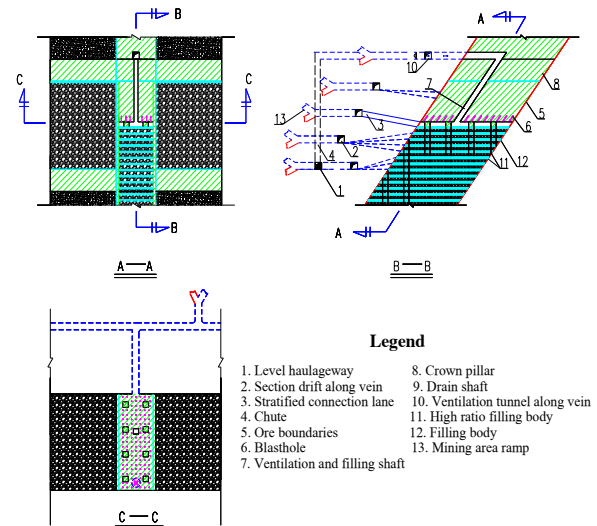 B
A
C
C
10
7
8
13
3
5
6
2
4
11
12
1
B
A
A — A
B — B
Legend
1. Level haulageway
2. Section drift along vein
3. Stratified connection lane
4. Chute
5. Ore boundaries
6. Blasthole
7. Ventilation and filling shaft
8. Crown pillar
9. Drain shaft
10. Ventilation tunnel along vein
11. High ratio filling body
12. Filling body
13. Mining area ramp
C — C